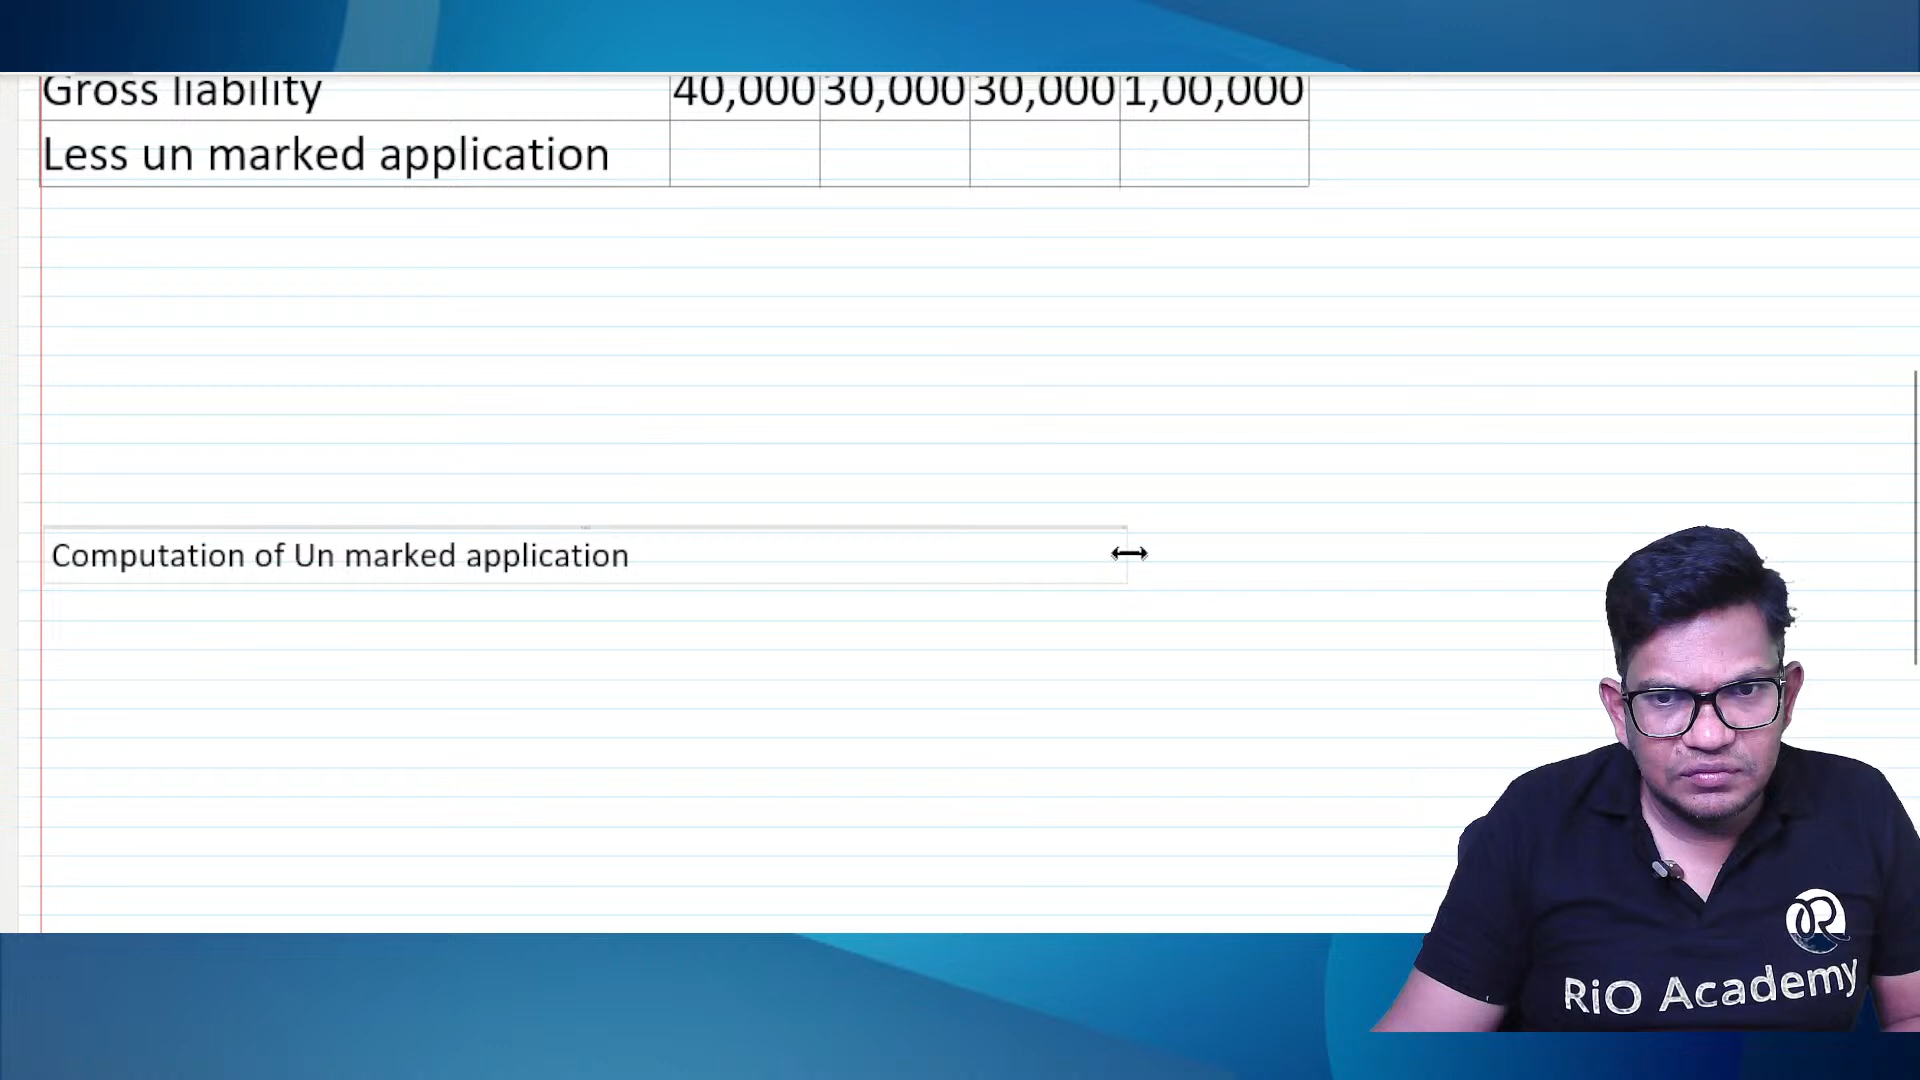 Gross liability 40,000 30,000 30,000 1,00,000
Less un marked application
Computation of Un marked application
RiO Academy